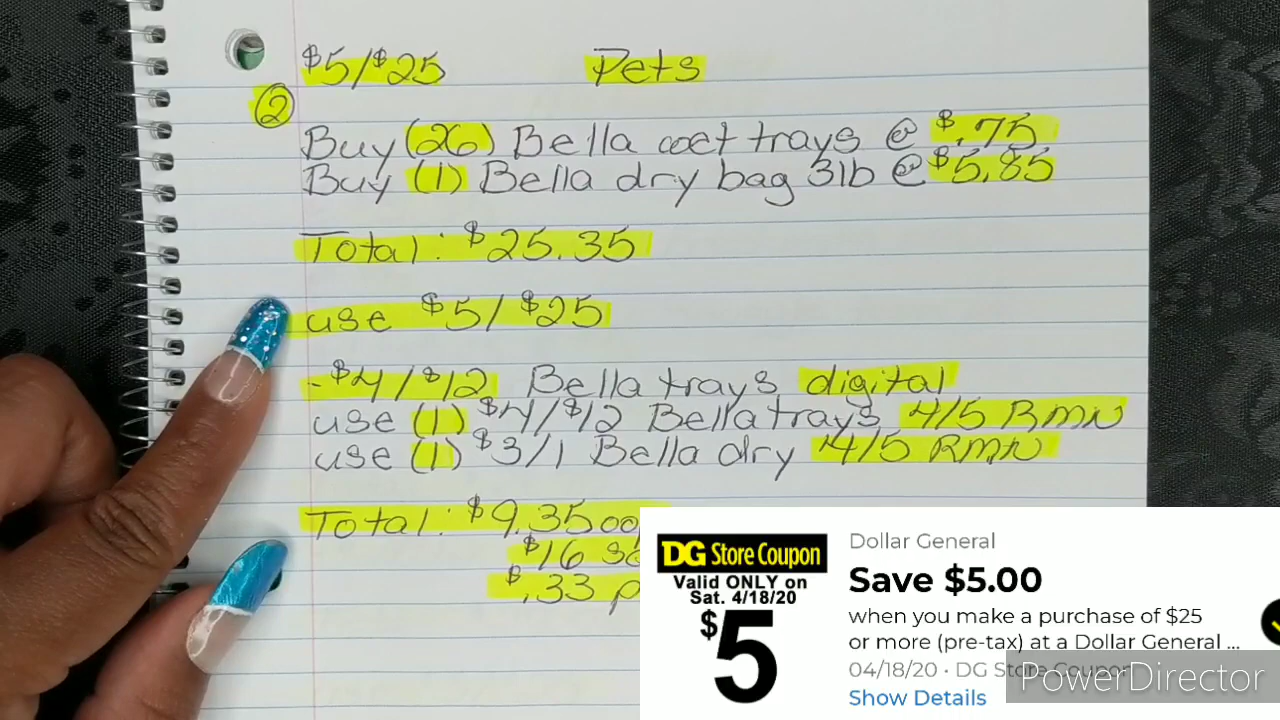 $5/$25 Pets
2
Buy (26) Bella wet trays @ $.75
Buy (1) Bella dry bag 3lb @ $5.85
Total: $25.35
use $5/$25
-$4/$12 Bella trays digital
use (1) $4/$12 Bella trays 4/5 RMN
use (1) $3/1 Bella dry 4/5 RMN
Total: $9.35 oo
$16 s
$.33 p
DG Store Coupon
Valid ONLY on
Sat. 4/18/20
$5
Dollar General
Save $5.00
when you make a purchase of $25
or more (pre-tax) at a Dollar General ...
04/18/20 · DG Store Coupon
Show Details
PowerDirector